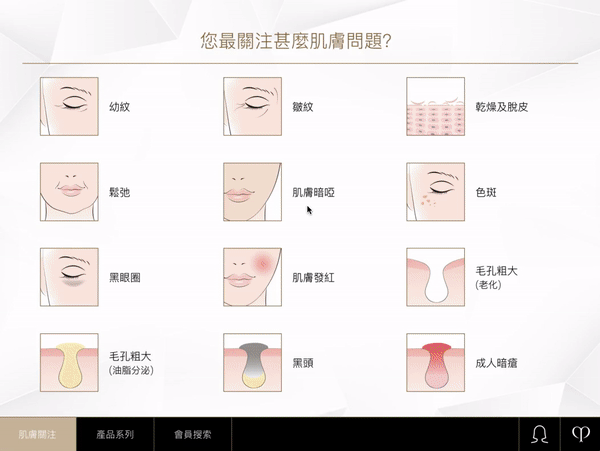 您最關注甚麼肌膚問題?
幼紋
皺紋
乾燥及脫皮
鬆弛
肌膚暗啞
色斑
黑眼圈
肌膚發紅
毛孔粗大
(老化)
毛孔粗大
(油脂分泌)
黑頭
成人暗瘡
肌膚關注
產品系列
會員搜索